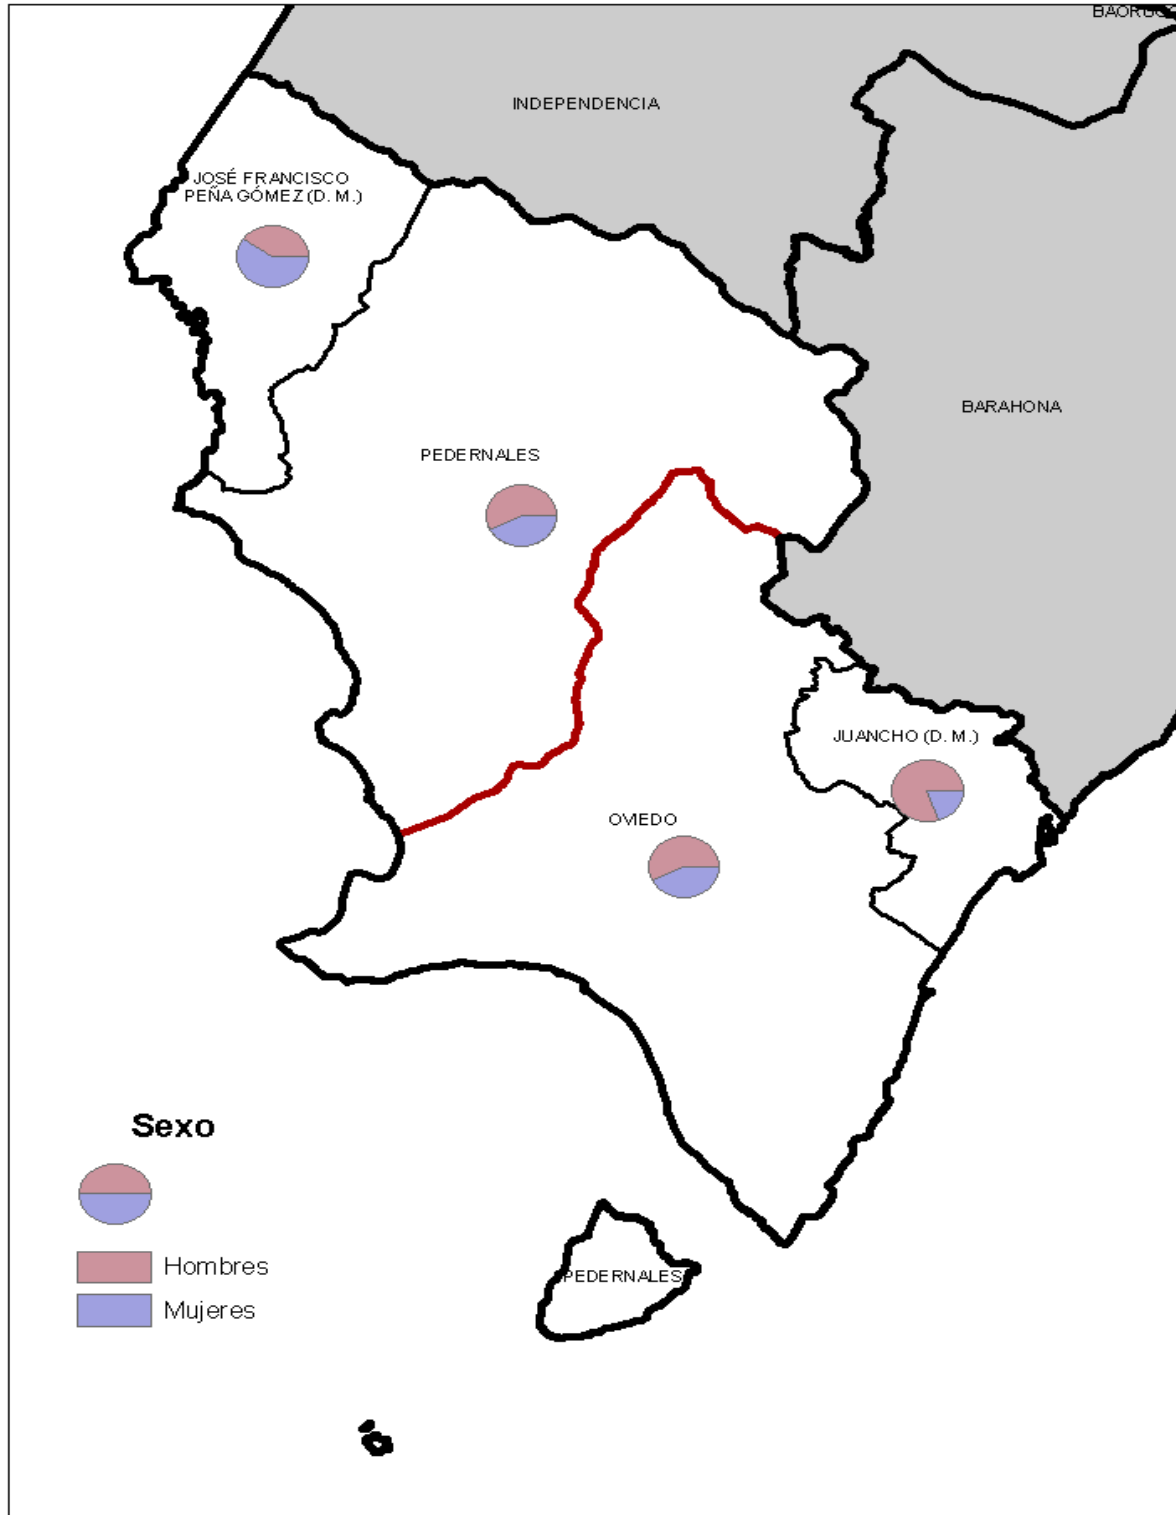 BAORUCO
INDEPENDENCIA
JOSÉ FRANCISCO
PEÑA GÓMEZ (D. M.)
BARAHONA
PEDERNALES
JUANCHO (D. M.)
OVIEDO
Sexo
Hombres
Mujeres
PEDERNALES